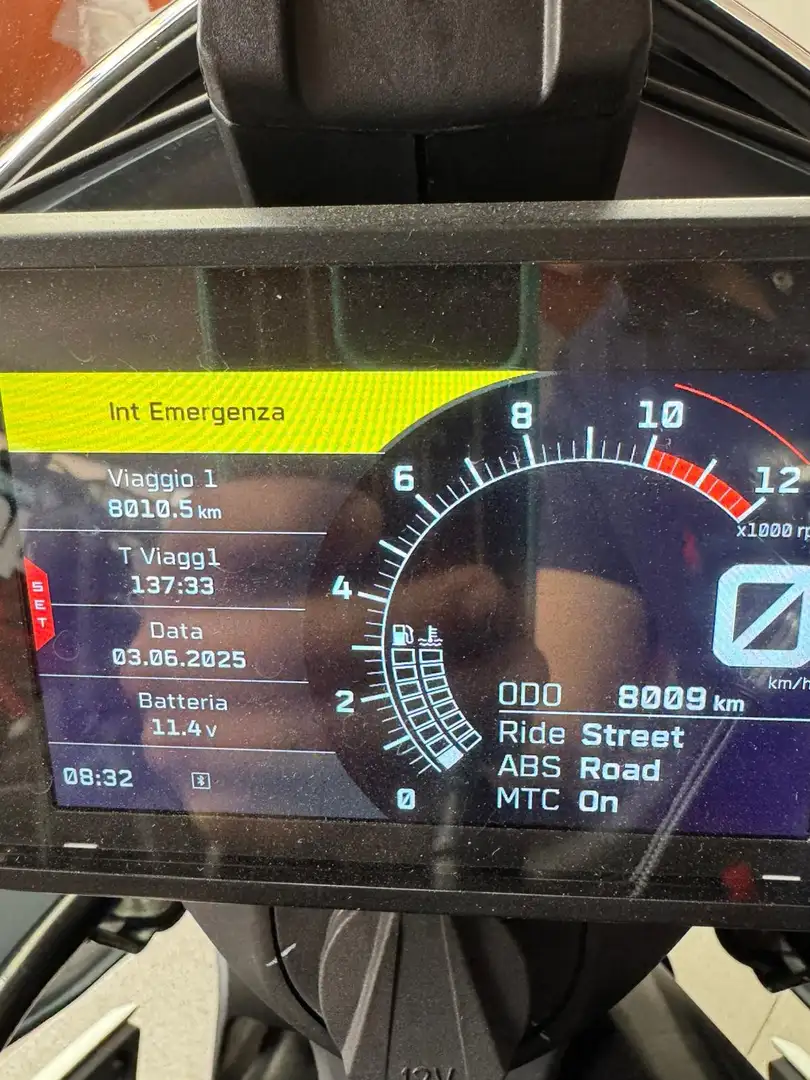 Int Emergenza
Viaggio 1
8010.5 km
T Viagg1
137:33
SET
Data
03.06.2025
Batteria
11.4 V
08:32
0
2
4
6
8
10
12
x1000 rp
0
km/h
ODO 8009 km
Ride Street
ABS Road
MTC On
12V